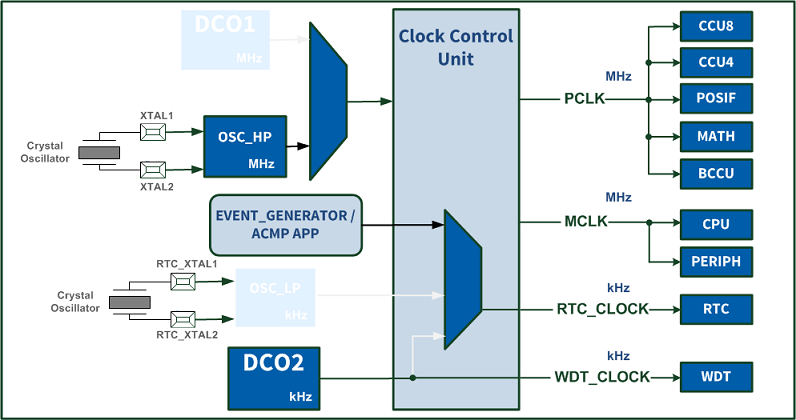 DCO1
MHz
Clock Control
Unit
CCU8
CCU4
MHz
PCLK
POSIF
MATH
BCCU
XTAL1
Crystal
Oscillator
OSC_HP
MHz
XTAL2
EVENT_GENERATOR /
ACMP APP
MHz
MCLK
CPU
PERIPH
RTC_XTAL1
Crystal
Oscillator
OSC_LP
kHz
RTC_XTAL2
kHz
RTC_CLOCK
RTC
DCO2
kHz
kHz
WDT_CLOCK
WDT